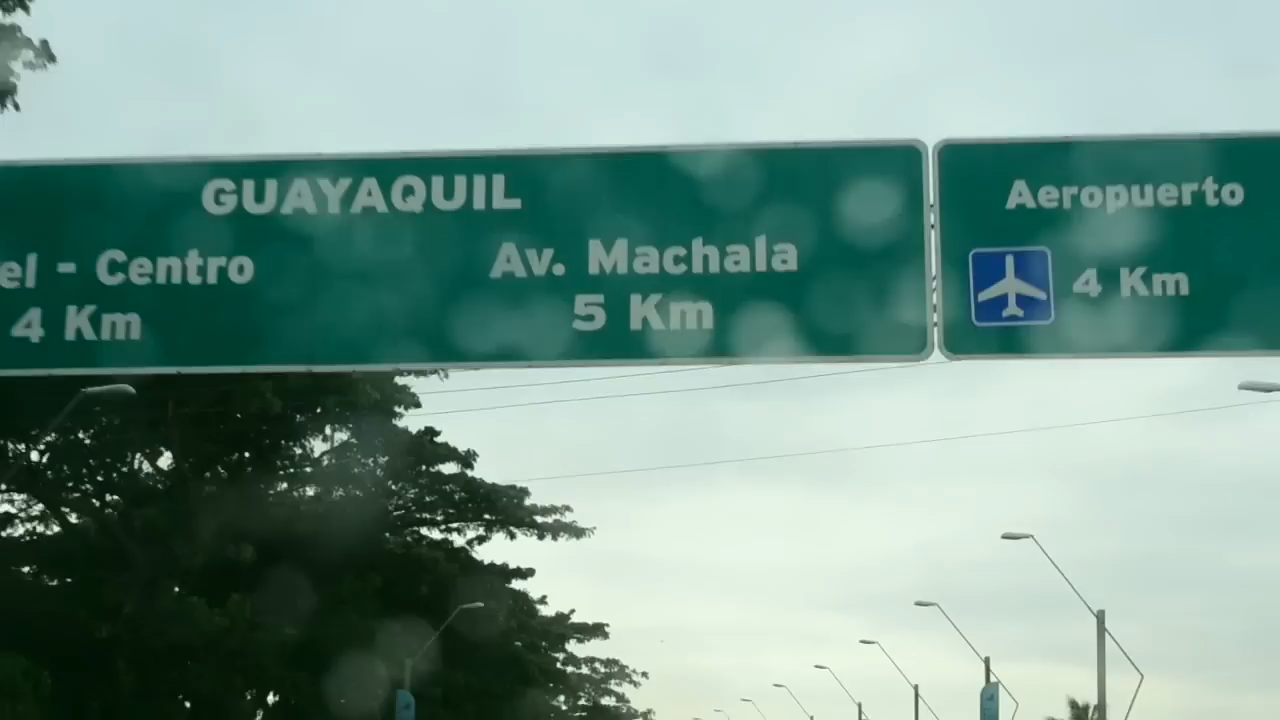 GUAYAQUIL
el - Centro
4 Km
Av. Machala
5 Km
Aeropuerto
4 Km